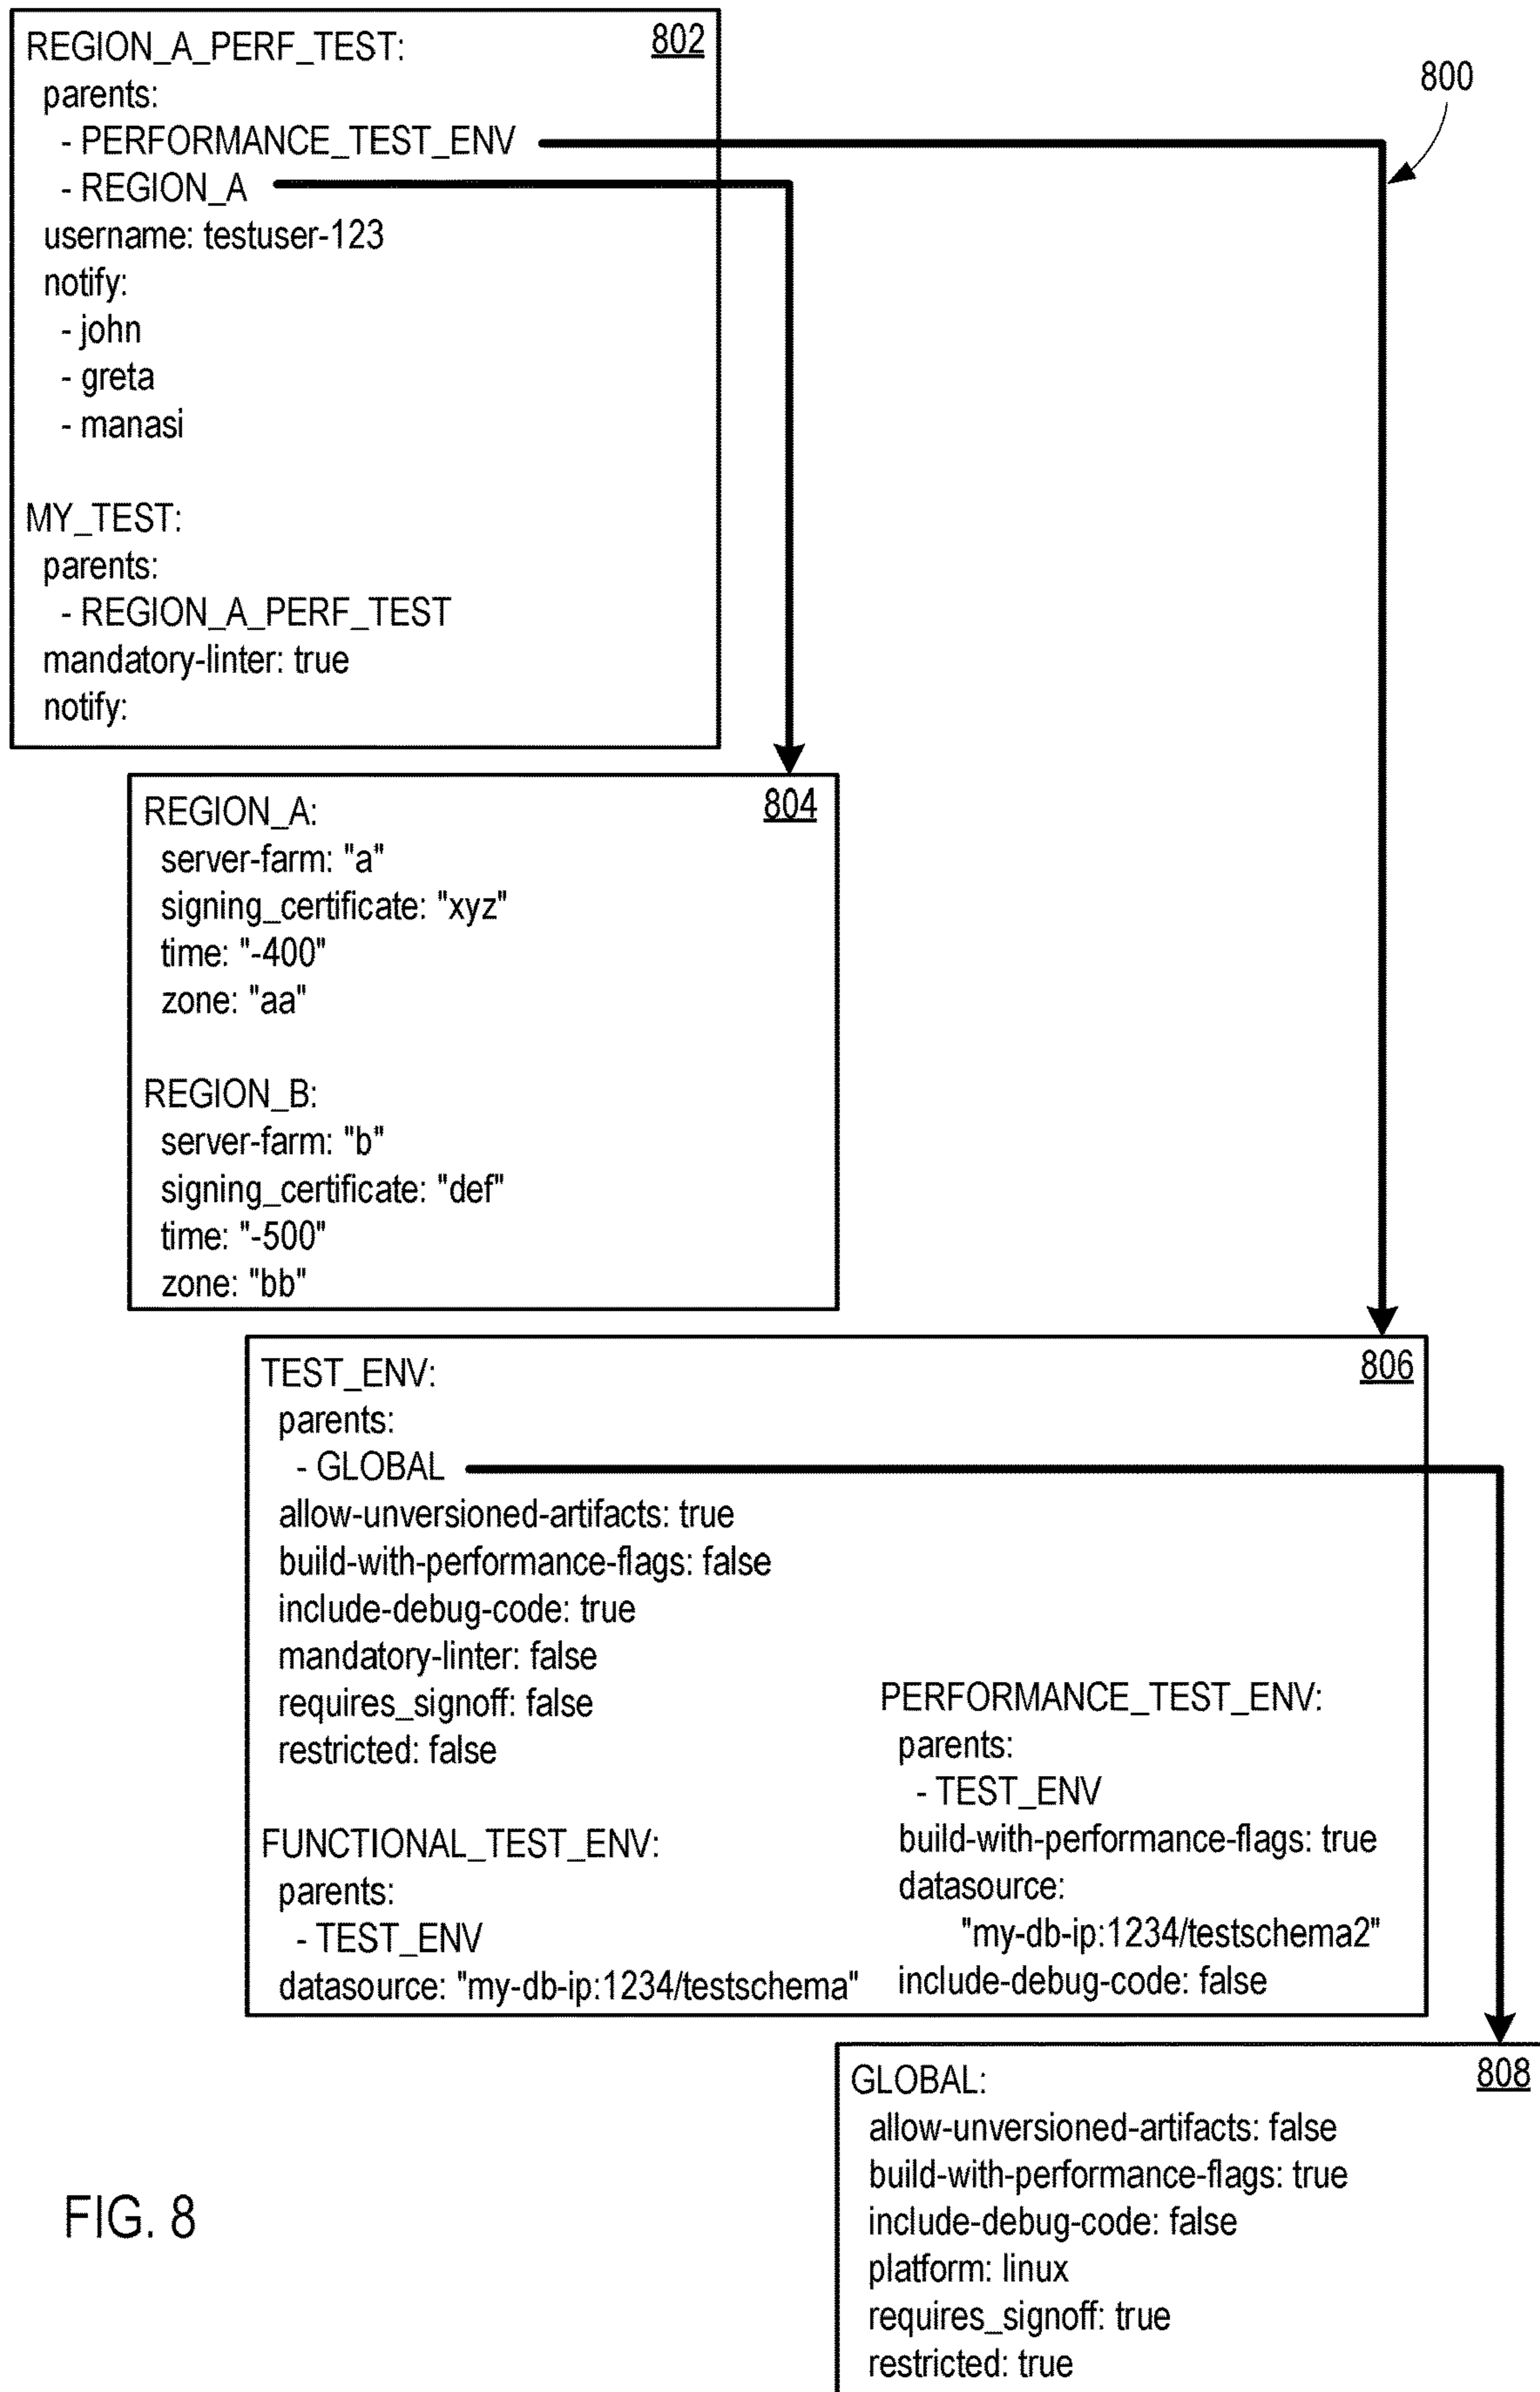 REGION_A_PERF_TEST:
802
parents:
- PERFORMANCE_TEST_ENV
- REGION_A
username: testuser-123
notify:
- john
- greta
- manasi
MY_TEST:
parents:
- REGION_A_PERF_TEST
mandatory-linter: true
notify:
800
REGION_A:
804
server-farm: "a"
signing_certificate: "xyz"
time: "-400"
zone: "aa"
REGION_B:
server-farm: "b"
signing_certificate: "def"
time: "-500"
zone: "bb"
TEST_ENV:
806
parents:
- GLOBAL
allow-unversioned-artifacts: true
build-with-performance-flags: false
include-debug-code: true
mandatory-linter: false
requires_signoff: false
restricted: false
FUNCTIONAL_TEST_ENV:
parents:
- TEST_ENV
datasource: "my-db-ip:1234/testschema"
PERFORMANCE_TEST_ENV:
parents:
- TEST_ENV
build-with-performance-flags: true
datasource:
"my-db-ip:1234/testschema2"
include-debug-code: false
GLOBAL:
808
allow-unversioned-artifacts: false
build-with-performance-flags: true
include-debug-code: false
platform: linux
requires_signoff: true
restricted: true
FIG. 8